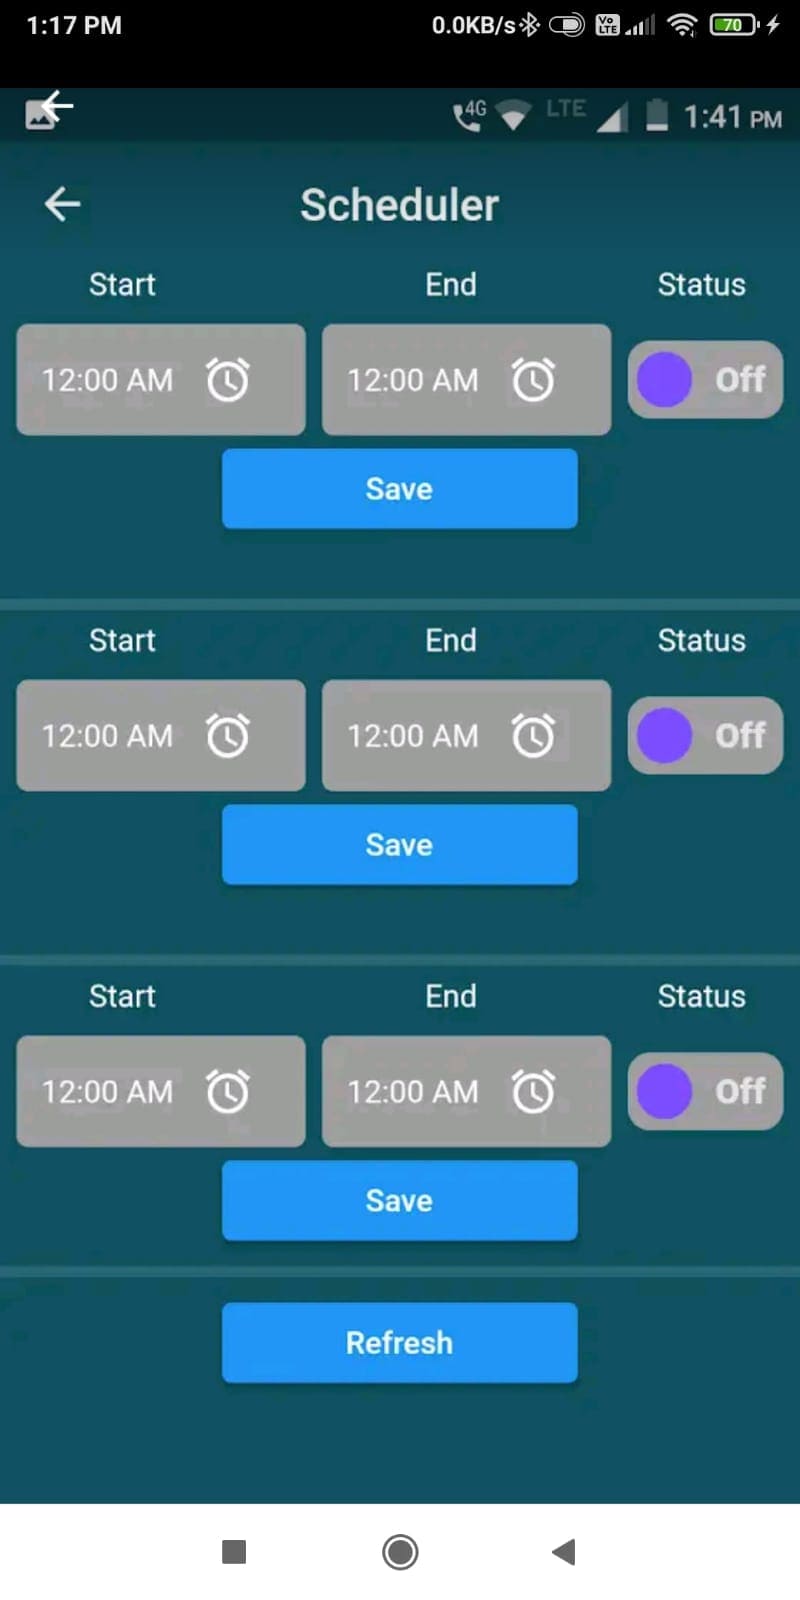 1:17 PM 0.0KB/s Vo LTE 70
4G LTE 1:41 PM
Scheduler
Start End Status
12:00 AM 12:00 AM Off
Save
Start End Status
12:00 AM 12:00 AM Off
Save
Start End Status
12:00 AM 12:00 AM Off
Save
Refresh